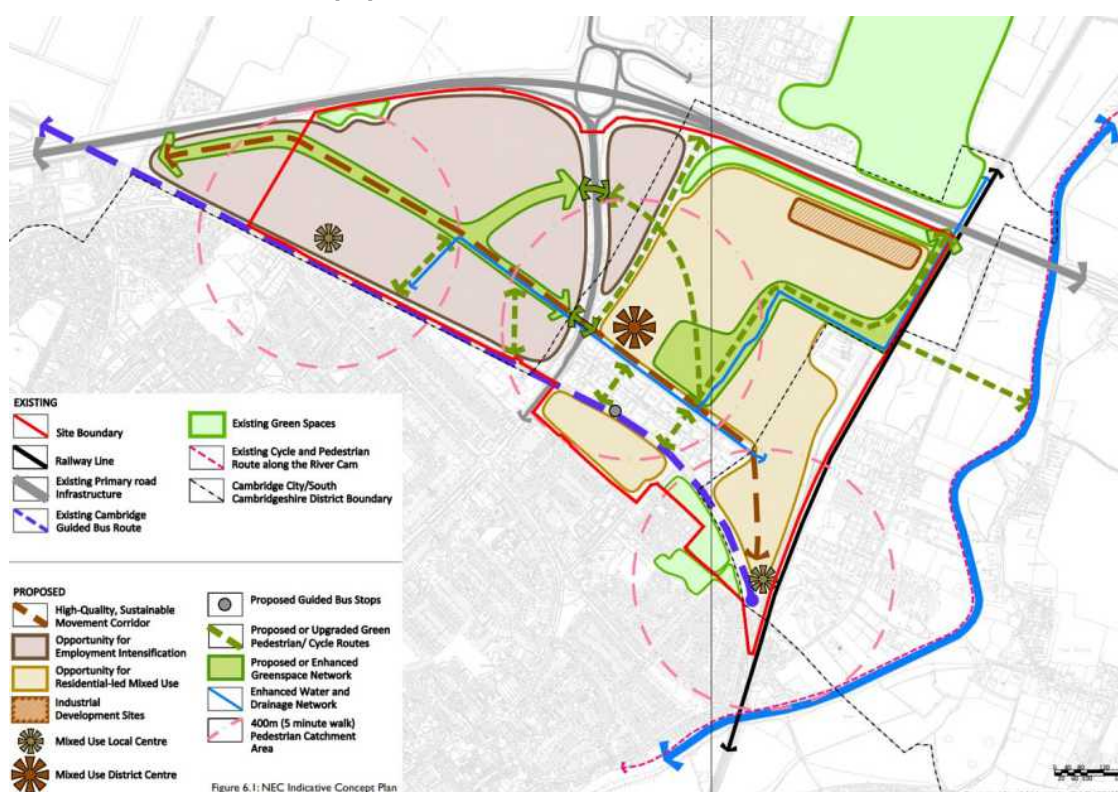 EXISTING
Site Boundary
Railway Line
Existing Primary road
Infrastructure
Existing Cambridge
Guided Bus Route
Existing Green Spaces
Existing Cycle and Pedestrian
Route along the River Cam
Cambridge City/South
Cambridgeshire District Boundary
PROPOSED
High-Quality, Sustainable
Movement Corridor
Opportunity for
Employment Intensification
Opportunity for
Residential-led Mixed Use
Industrial
Development Sites
Mixed Use Local Centre
Mixed Use District Centre
Proposed Guided Bus Stops
Proposed or Upgraded Green
Pedestrian/ Cycle Routes
Proposed or Enhanced
Greenspace Network
Enhanced Water and
Drainage Network
400m (5 minute walk)
Pedestrian Catchment
Area
Figure 6.1: NEC Indicative Concept Plan